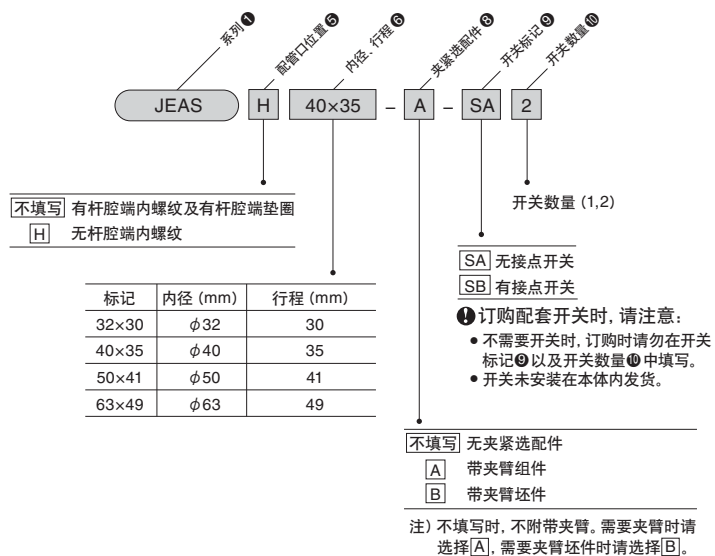 系列❶
配管口位置❺
内径、行程❻
夹紧选配件❽
开关标记❾
开关数量❿
JEAS H 40×35 – A – SA 2
不填写 有杆腔端内螺纹及有杆腔端垫圈
H 无杆腔端内螺纹
开关数量 (1,2)
SA 无接点开关
SB 有接点开关
标记 内径 (mm) 行程 (mm)
32×30 ϕ32 30
40×35 ϕ40 35
50×41 ϕ50 41
63×49 ϕ63 49
!订购配套开关时, 请注意:
● 不需要开关时, 订购时请勿在开关
标记❾以及开关数量❿中填写。
● 开关未安装在本体内发货。
不填写 无夹紧选配件
A 带夹臂组件
B 带夹臂坯件
注) 不填写时, 不附带夹臂。需要夹臂时请
选择A, 需要夹臂坯件时请选择B。